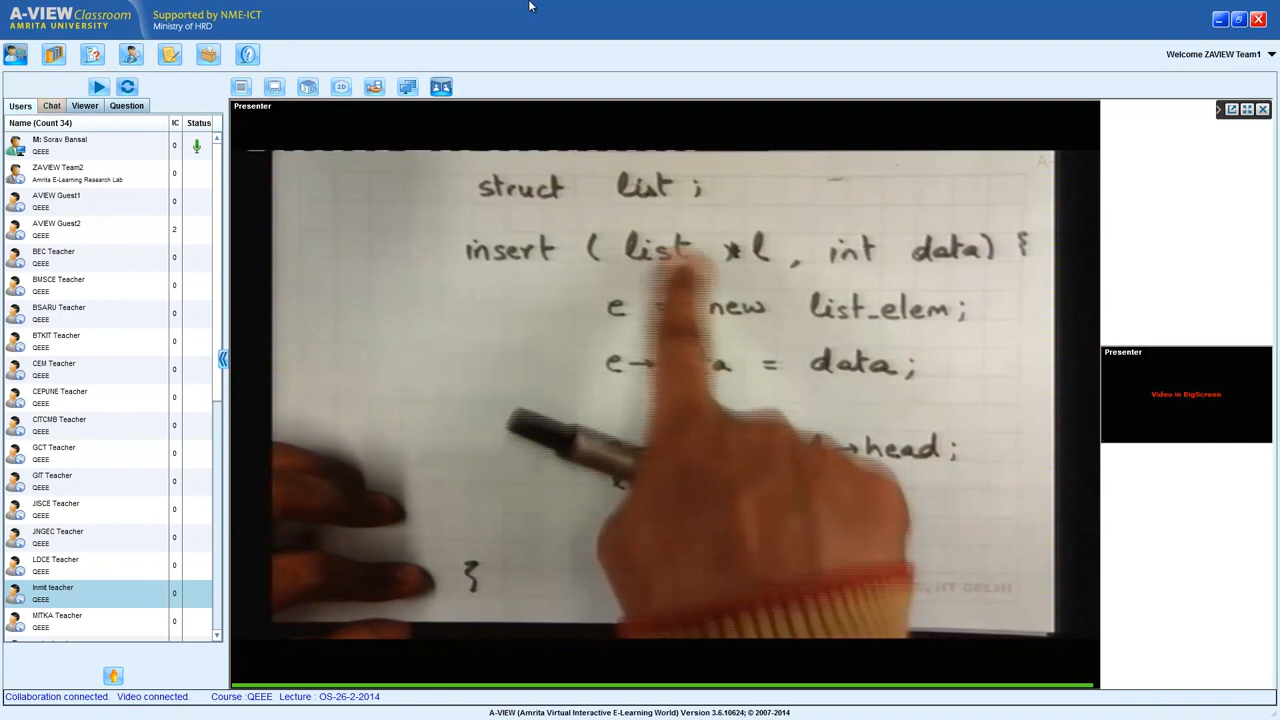 A-VIEW Classroom
AMRITA UNIVERSITY
Supported by NME-ICT
Ministry of HRD
Welcome ZAVIEW Team1
Users Chat Viewer Question
Name (Count 34) IC Status
M: Sorav Bansal
QEEE 0
ZAVIEW Team2
Amrita E-Learning Research Lab 0
AVIEW Guest1
QEEE 0
AVIEW Guest2
QEEE 2
BEC Teacher
QEEE 0
BMSCE Teacher
QEEE 0
BSARU Teacher
QEEE 0
BTKIT Teacher
QEEE 0
CEM Teacher
QEEE 0
CEPUNE Teacher
QEEE 0
CITCMB Teacher
QEEE 0
GCT Teacher
QEEE 0
GIT Teacher
QEEE 0
JISCE Teacher
QEEE 0
JNGEC Teacher
QEEE 0
LDCE Teacher
QEEE 0
lnmit teacher
QEEE 0
MITKA Teacher
QEEE 0
2D
Presenter
struct list ;
insert ( list *l , int data) {
e new list_elem;
e→ a = data;
→head;
}
IIT DELHI
Presenter
Video in BigScreen
Collaboration connected. Video connected. Course :QEEE Lecture : OS-26-2-2014
A-VIEW (Amrita Virtual Interactive E-Learning World) Version 3.6.10624; © 2007-2014